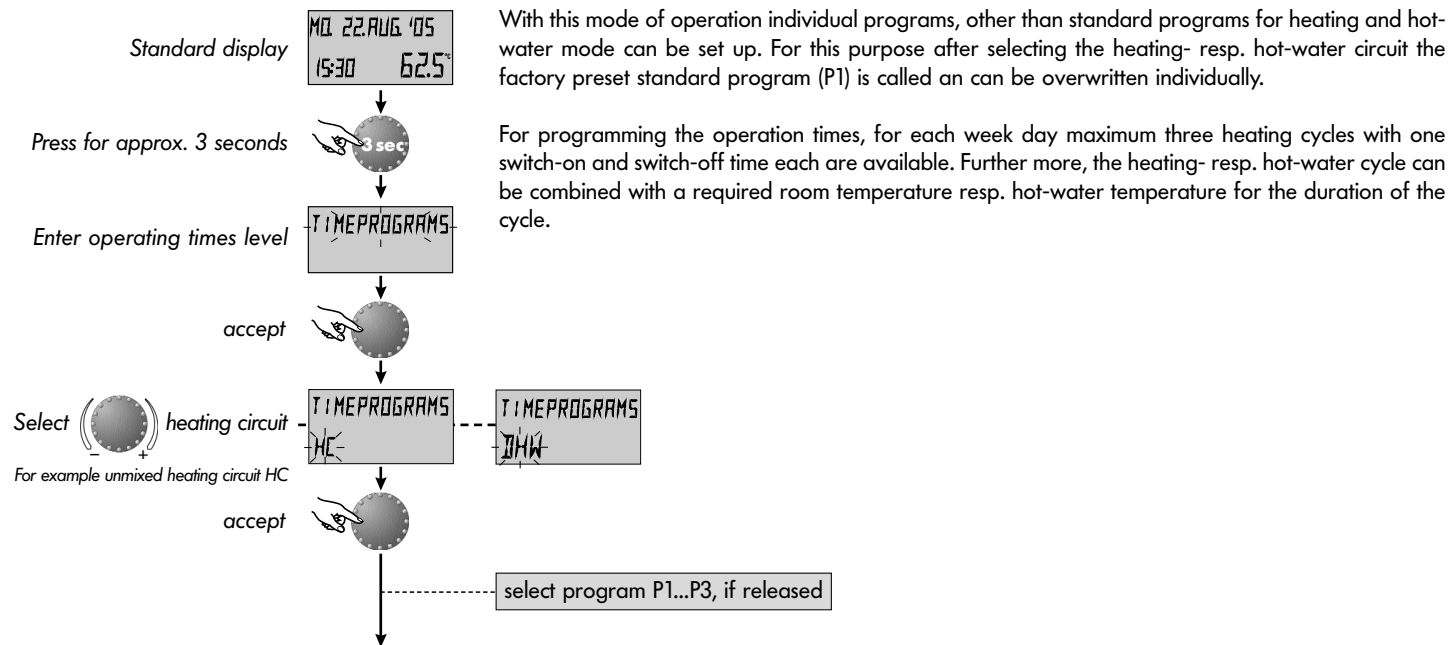 Standard display
MO. 22.AUG. '05
15:30 62.5°
Press for approx. 3 seconds
3 sec
Enter operating times level
TIMEPROGRAMS
accept
Select heating circuit
- +
For example unmixed heating circuit HC
TIMEPROGRAMS
HC
TIMEPROGRAMS
DHW
accept
select program P1...P3, if released
With this mode of operation individual programs, other than standard programs for heating and hot-
water mode can be set up. For this purpose after selecting the heating- resp. hot-water circuit the
factory preset standard program (P1) is called an can be overwritten individually.
For programming the operation times, for each week day maximum three heating cycles with one
switch-on and switch-off time each are available. Further more, the heating- resp. hot-water cycle can
be combined with a required room temperature resp. hot-water temperature for the duration of the
cycle.